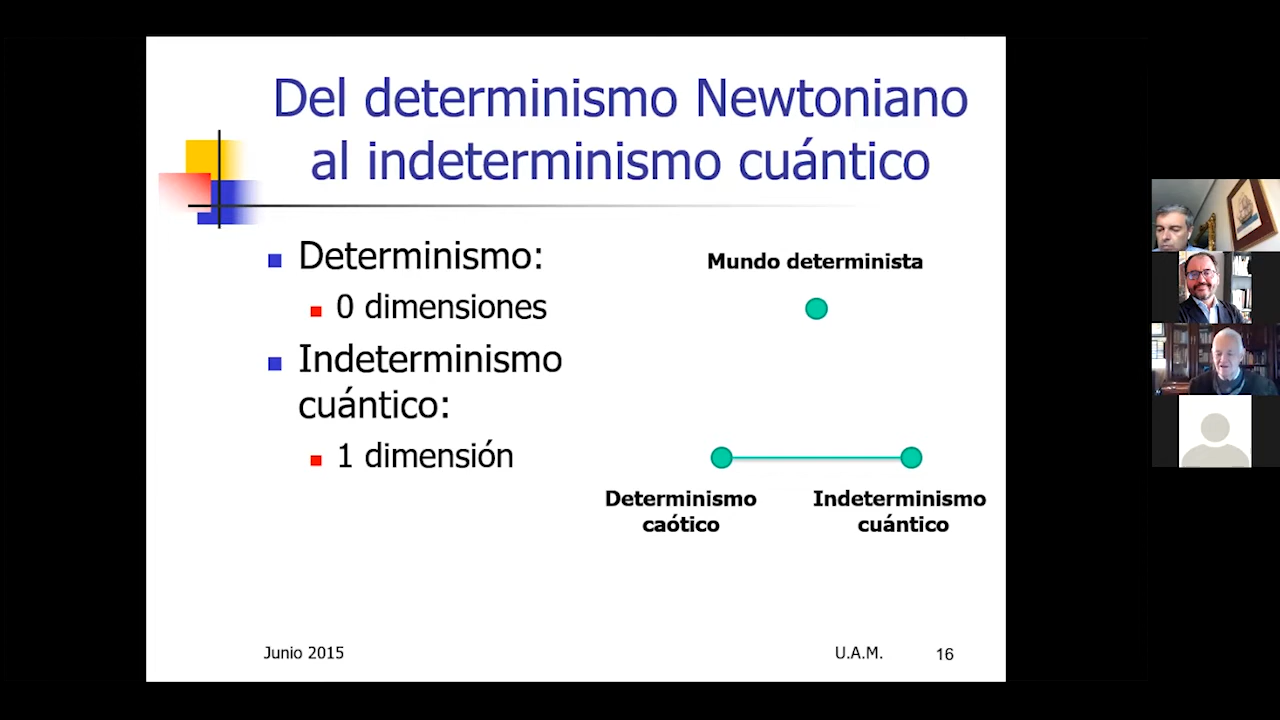 Del determinismo Newtoniano
al indeterminismo cuántico
Determinismo:
0 dimensiones
Indeterminismo
cuántico:
1 dimensión
Mundo determinista
Determinismo
caótico
Indeterminismo
cuántico
Junio 2015
U.A.M.
16